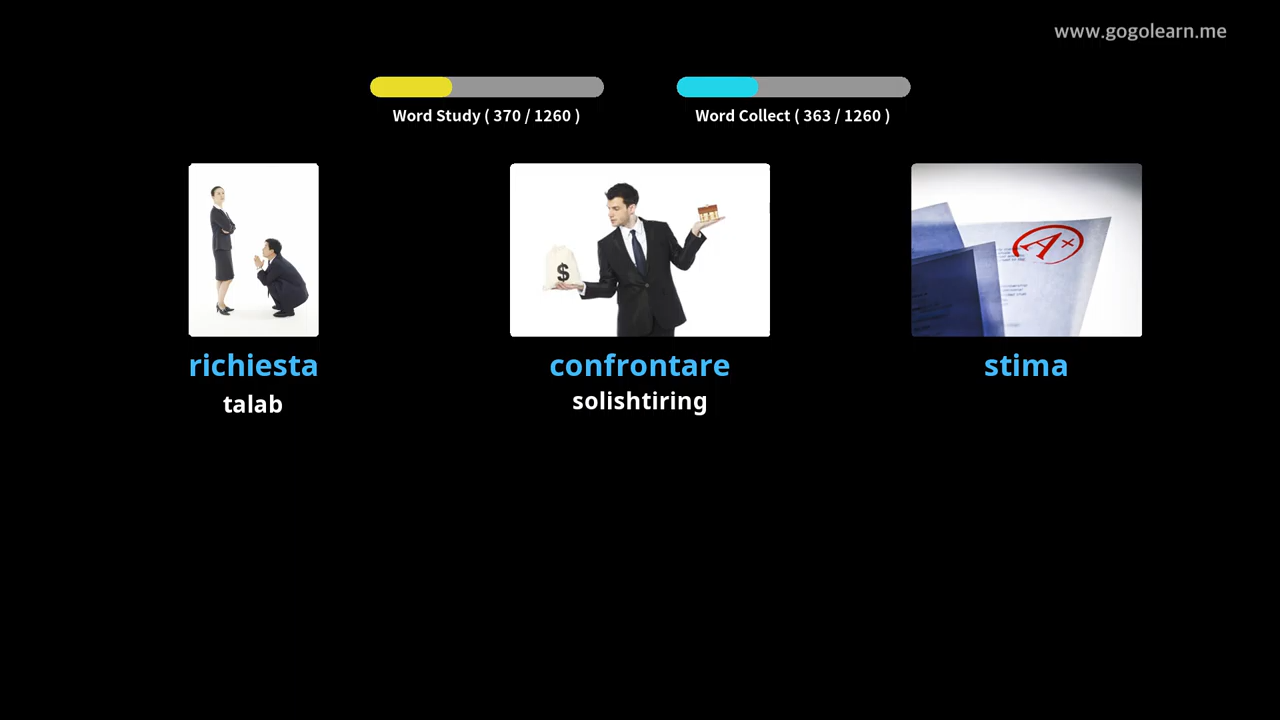 www.gogolearn.me
Word Study ( 370 / 1260 )
Word Collect ( 363 / 1260 )
$
A+
richiesta
confrontare
stima
talab
solishtiring